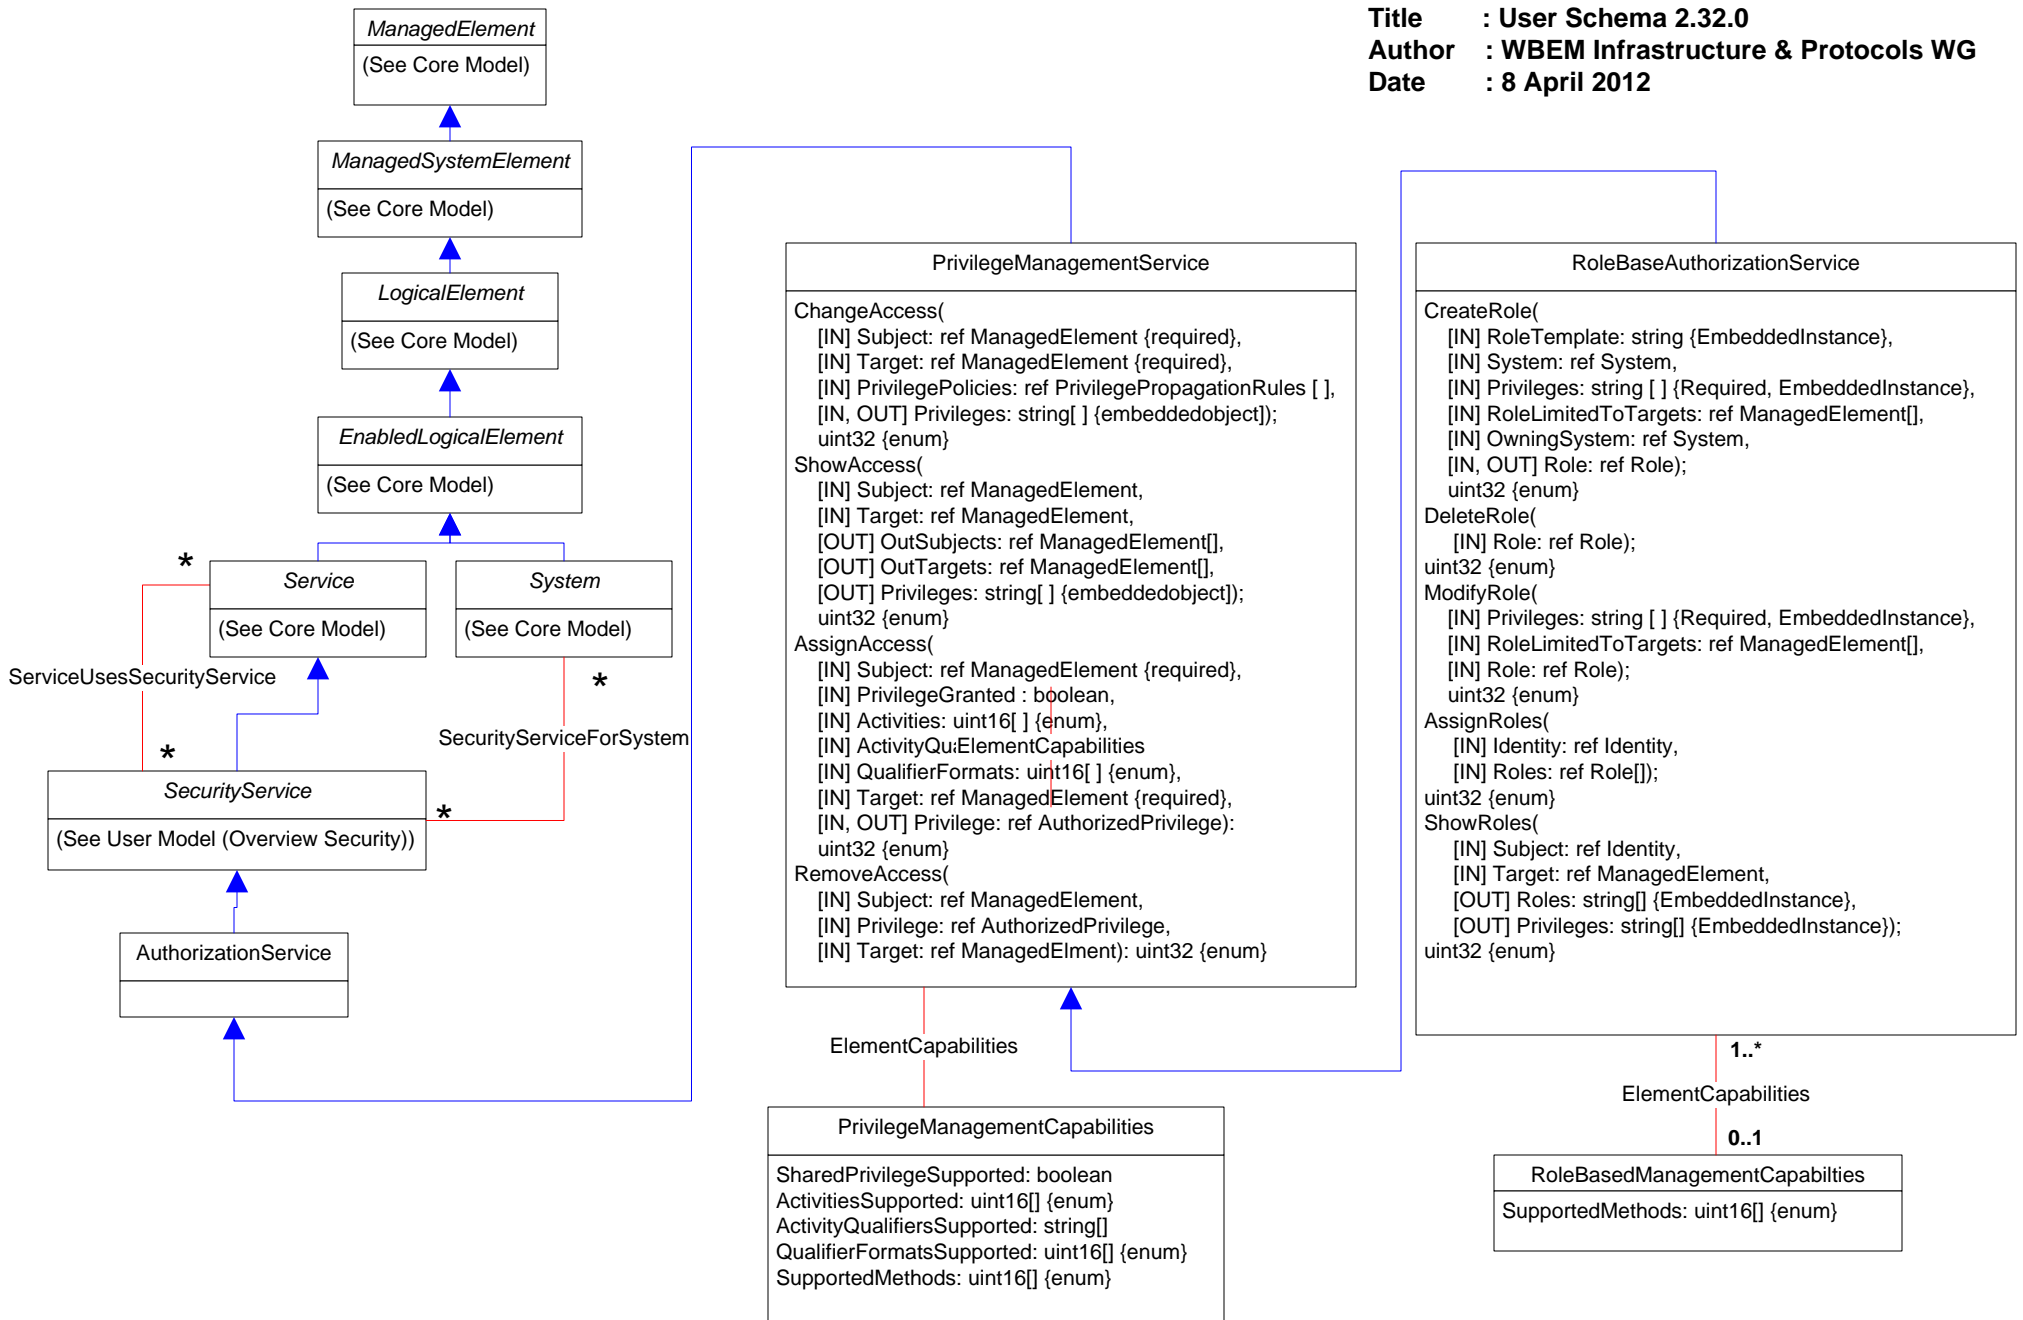 Title : User Schema 2.32.0
Author : WBEM Infrastructure & Protocols WG
Date : 8 April 2012
ManagedElement
(See Core Model)
ManagedSystemElement
(See Core Model)
LogicalElement
(See Core Model)
EnabledLogicalElement
(See Core Model)
*
Service
(See Core Model)
System
(See Core Model)
ServiceUsesSecurityService
*
*
SecurityServiceForSystem
*
SecurityService
(See User Model (Overview Security))
AuthorizationService
PrivilegeManagementService
ChangeAccess(
[IN] Subject: ref ManagedElement {required},
[IN] Target: ref ManagedElement {required},
[IN] PrivilegePolicies: ref PrivilegePropagationRules [ ],
[IN, OUT] Privileges: string[ ] {embeddedobject]);
uint32 {enum}
ShowAccess(
[IN] Subject: ref ManagedElement,
[IN] Target: ref ManagedElement,
[OUT] OutSubjects: ref ManagedElement[],
[OUT] OutTargets: ref ManagedElement[],
[OUT] Privileges: string[ ] {embeddedobject]);
uint32 {enum}
AssignAccess(
[IN] Subject: ref ManagedElement {required},
[IN] PrivilegeGranted : boolean,
[IN] Activities: uint16[ ] {enum},
[IN] ActivityQu ElementCapabilities
[IN] QualifierFormats: uint16[ ] {enum},
[IN] Target: ref ManagedElement {required},
[IN, OUT] Privilege: ref AuthorizedPrivilege):
uint32 {enum}
RemoveAccess(
[IN] Subject: ref ManagedElement,
[IN] Privilege: ref AuthorizedPrivilege,
[IN] Target: ref ManagedElment): uint32 {enum}
ElementCapabilities
PrivilegeManagementCapabilities
SharedPrivilegeSupported: boolean
ActivitiesSupported: uint16[] {enum}
ActivityQualifiersSupported: string[]
QualifierFormatsSupported: uint16[] {enum}
SupportedMethods: uint16[] {enum}
RoleBaseAuthorizationService
CreateRole(
[IN] RoleTemplate: string {EmbeddedInstance},
[IN] System: ref System,
[IN] Privileges: string [ ] {Required, EmbeddedInstance},
[IN] RoleLimitedToTargets: ref ManagedElement[],
[IN] OwningSystem: ref System,
[IN, OUT] Role: ref Role);
uint32 {enum}
DeleteRole(
[IN] Role: ref Role);
uint32 {enum}
ModifyRole(
[IN] Privileges: string [ ] {Required, EmbeddedInstance},
[IN] RoleLimitedToTargets: ref ManagedElement[],
[IN] Role: ref Role);
uint32 {enum}
AssignRoles(
[IN] Identity: ref Identity,
[IN] Roles: ref Role[]);
uint32 {enum}
ShowRoles(
[IN] Subject: ref Identity,
[IN] Target: ref ManagedElement,
[OUT] Roles: string[] {EmbeddedInstance},
[OUT] Privileges: string[] {EmbeddedInstance});
uint32 {enum}
1..*
ElementCapabilities
0..1
RoleBasedManagementCapabilties
SupportedMethods: uint16[] {enum}